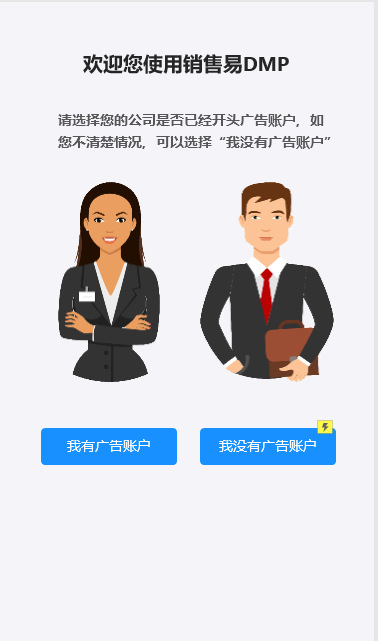 欢迎您使用销售易DMP
请选择您的公司是否已经开头广告账户，如
您不清楚情况，可以选择“我没有广告账户”
我有广告账户
我没有广告账户